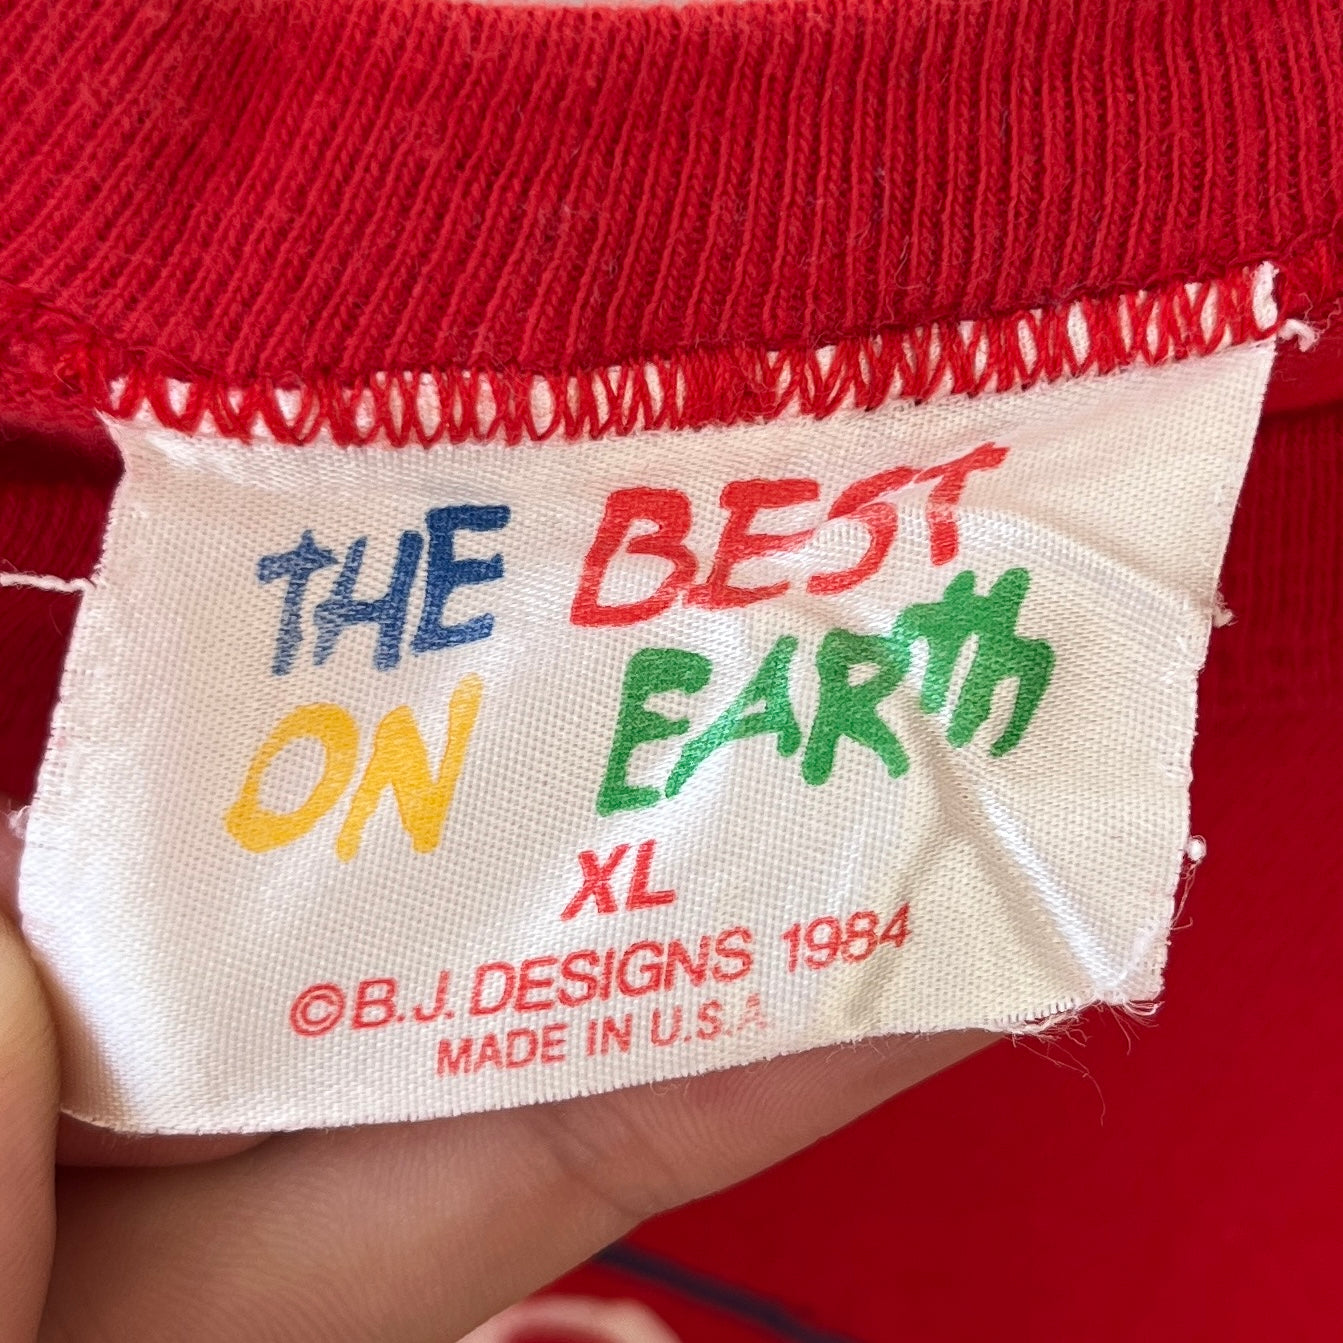 THE BEST
ON EARth
XL
© B.J. DESIGNS 1984
MADE IN U.S.A.